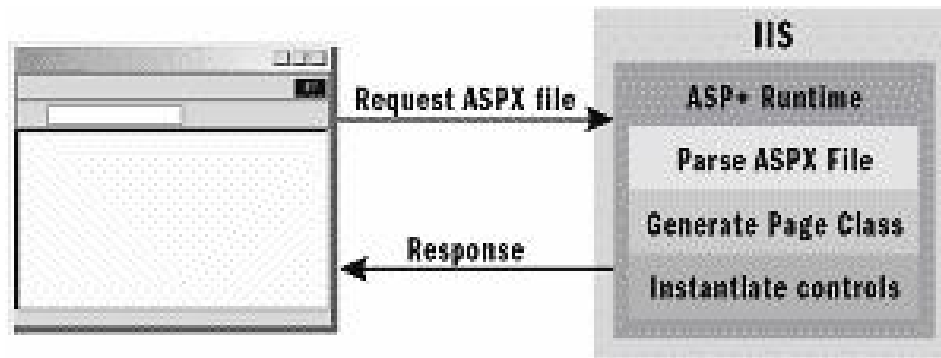 IIS
Request ASPX file
ASP+ Runtime
Parse ASPX File
Generate Page Class
Response
Instantiate controls